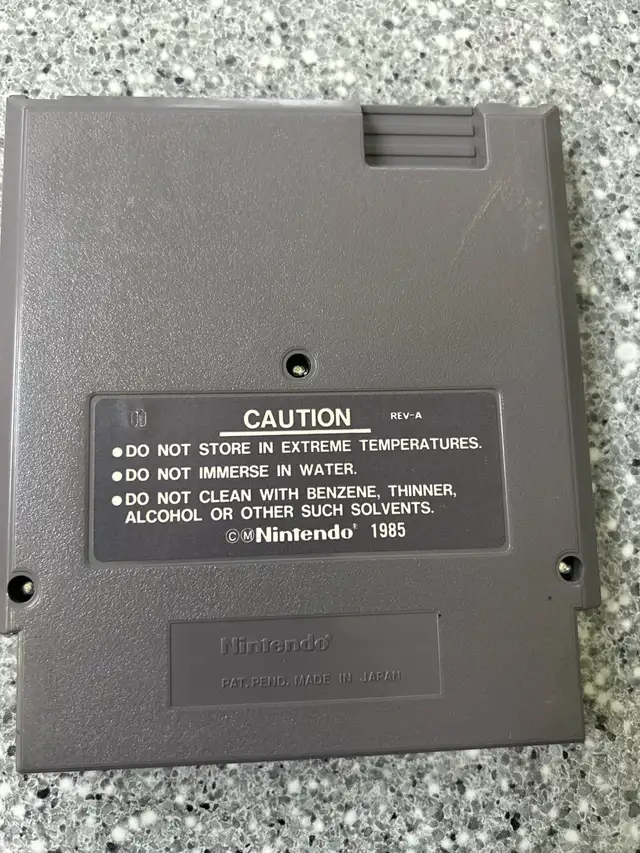 CAUTION REV-A
●DO NOT STORE IN EXTREME TEMPERATURES.
●DO NOT IMMERSE IN WATER.
●DO NOT CLEAN WITH BENZENE, THINNER,
ALCOHOL OR OTHER SUCH SOLVENTS.
©ⓂNintendo® 1985
Nintendo®
PAT. PEND. MADE IN JAPAN